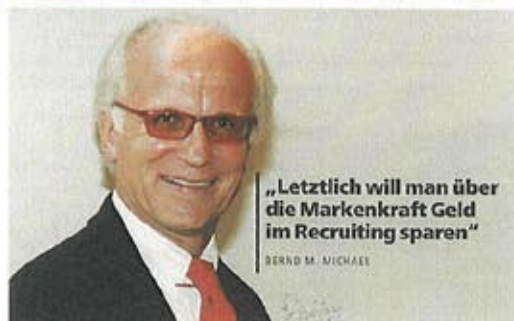 „Letztlich will man über
die Markenkraft Geld
im Recruiting sparen“
BERND M. MICHAEL